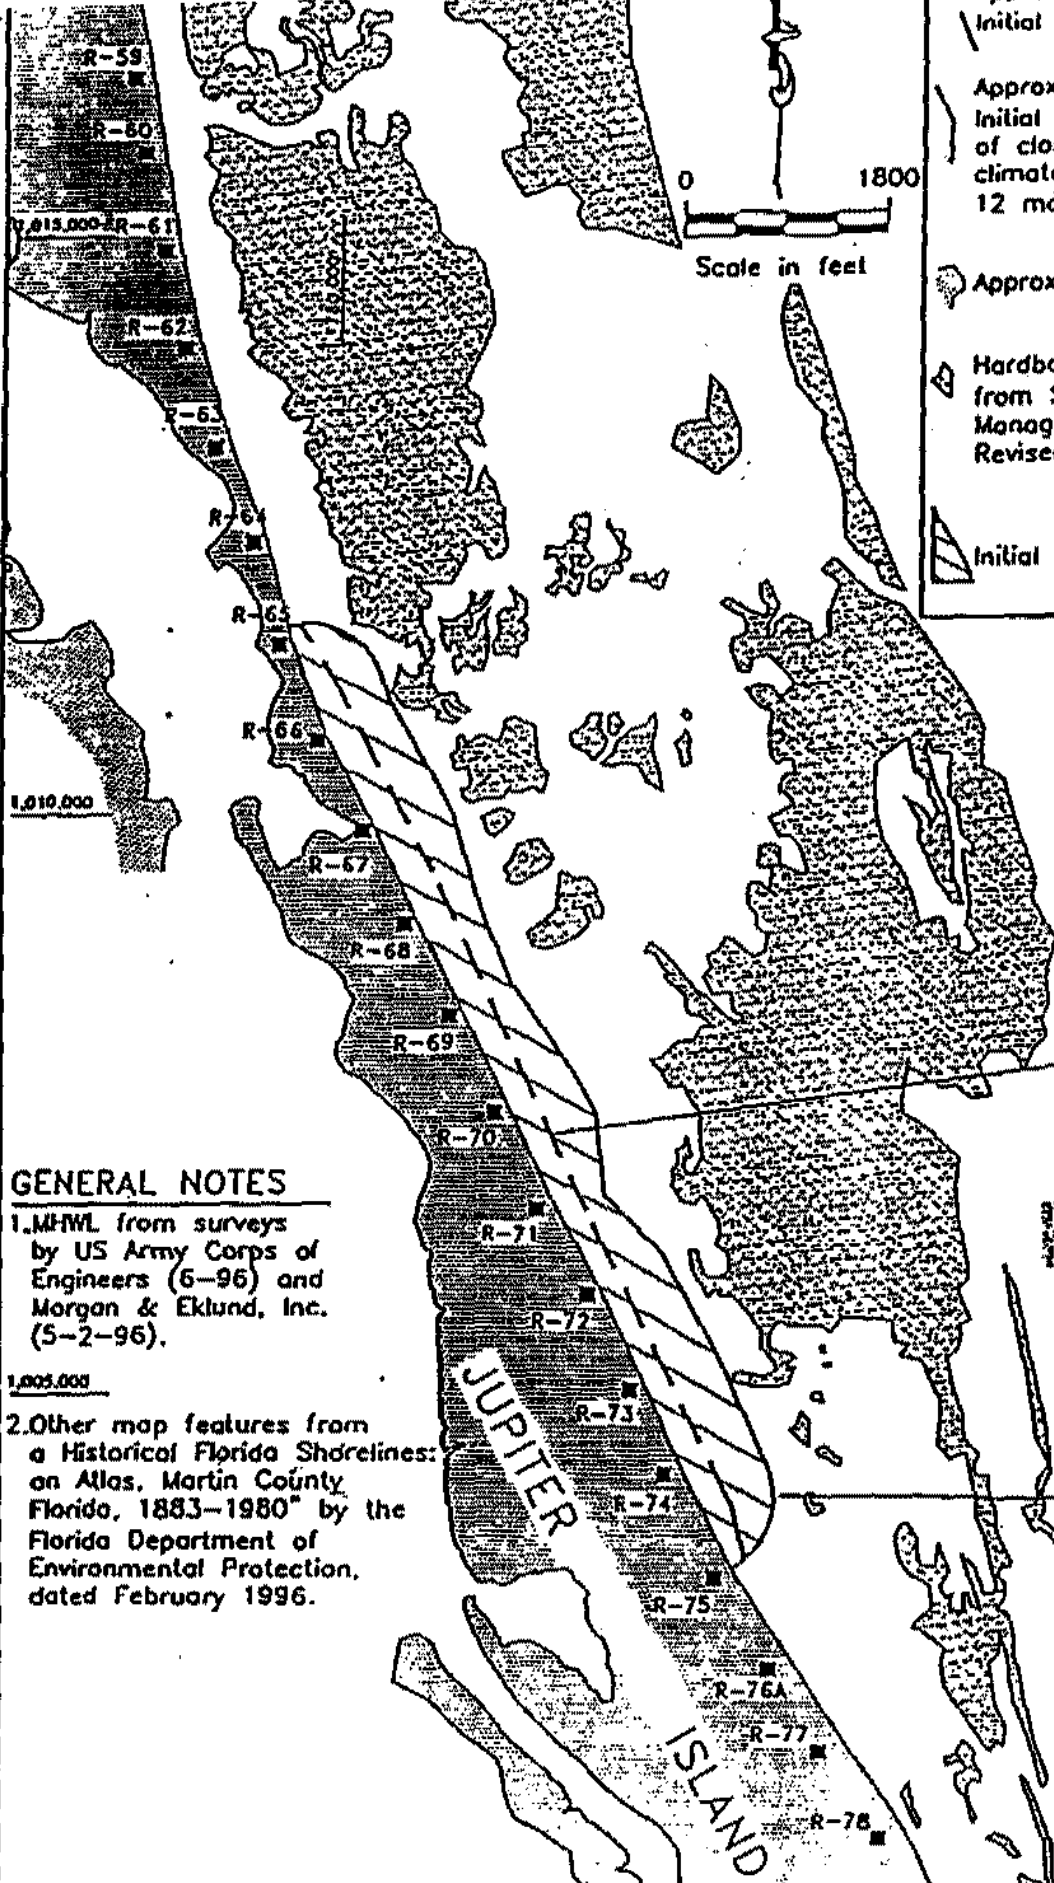 Initial
Approx
Initial
of clo
climat
12 mo
0 1800
Scale in feet
Approx
Hardbo
from
Manag
Revise
Initial
R-59
R-60
R-61
R-62
R-63
R-64
R-65
R-66
1,010,000
R-67
R-68
R-69
R-70
R-71
R-72
R-73
R-74
R-75
R-76A
R-77
R-78
JUPITER
ISLAND
GENERAL NOTES
1.MHWL from surveys
by US Army Corps of
Engineers (6-96) and
Morgan & Eklund, Inc.
(5-2-96).
1,005,000
2.Other map features from
a Historical Florida Shorelines:
an Atlas, Martin County
Florida, 1883-1980" by the
Florida Department of
Environmental Protection,
dated February 1996.